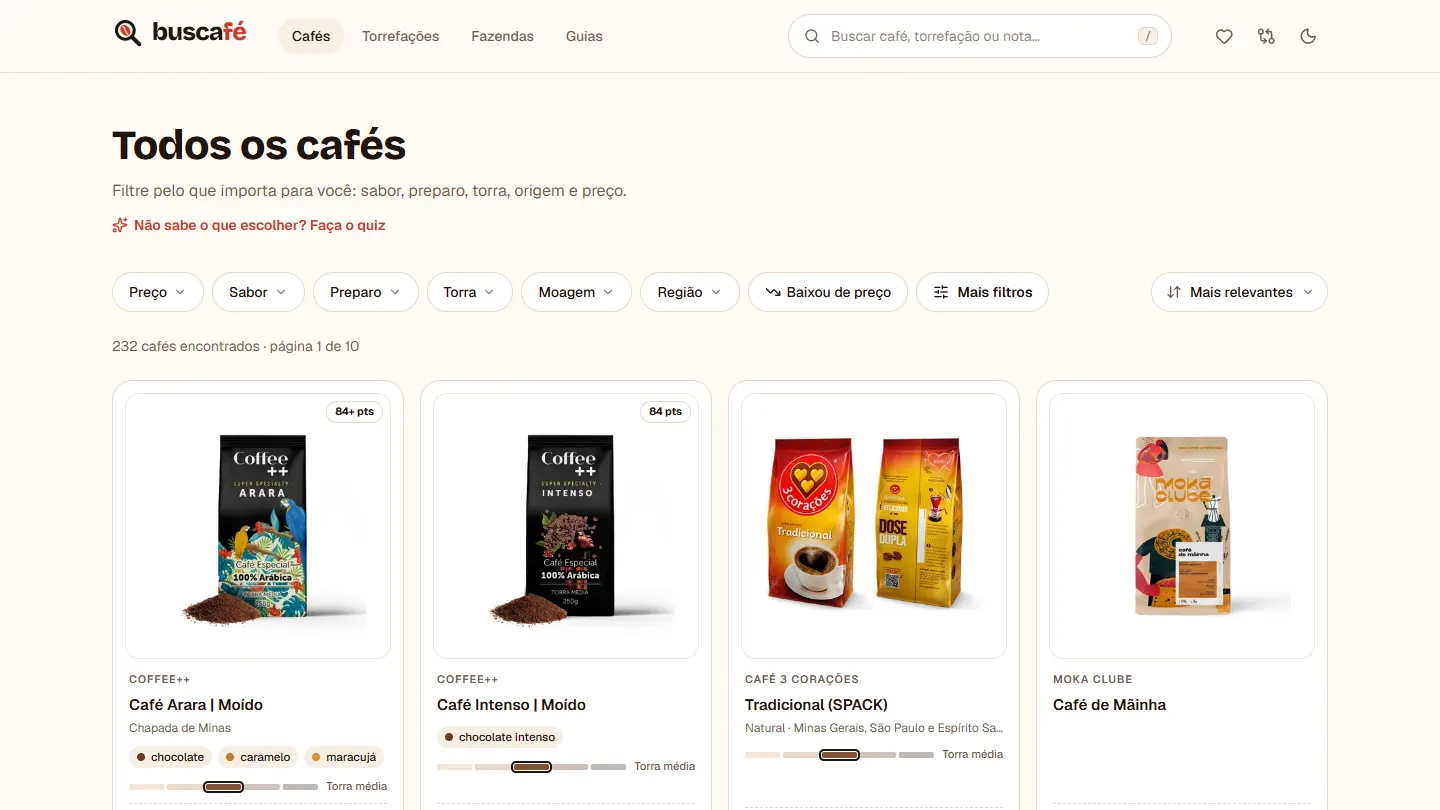 buscafé
Cafés
Torrefações
Fazendas
Guias
Buscar café, torrefação ou nota...
/
Todos os cafés
Filtre pelo que importa para você: sabor, preparo, torra, origem e preço.
Não sabe o que escolher? Faça o quiz
Preço
Sabor
Preparo
Torra
Moagem
Região
Baixou de preço
Mais filtros
Mais relevantes
232 cafés encontrados · página 1 de 10
84+ pts
Coffee
++
SUPER SPECIALTY
ARARA
Café Especial
100% Arábica
250g
COFFEE++
Café Arara | Moído
Chapada de Minas
chocolate
caramelo
maracujá
Torra média
84 pts
Coffee
++
SUPER SPECIALTY
INTENSO
Café Especial
100% Arábica
TORRA MÉDIA
250g
COFFEE++
Café Intenso | Moído
chocolate intenso
Torra média
3 corações
Tradicional
DOSE
DUPLA
CAFÉ 3 CORAÇÕES
Tradicional (SPACK)
Natural · Minas Gerais, São Paulo e Espírito Sa...
Torra média
MOKA
CLUBE
café
de mãinha
MOKA CLUBE
Café de Mãinha